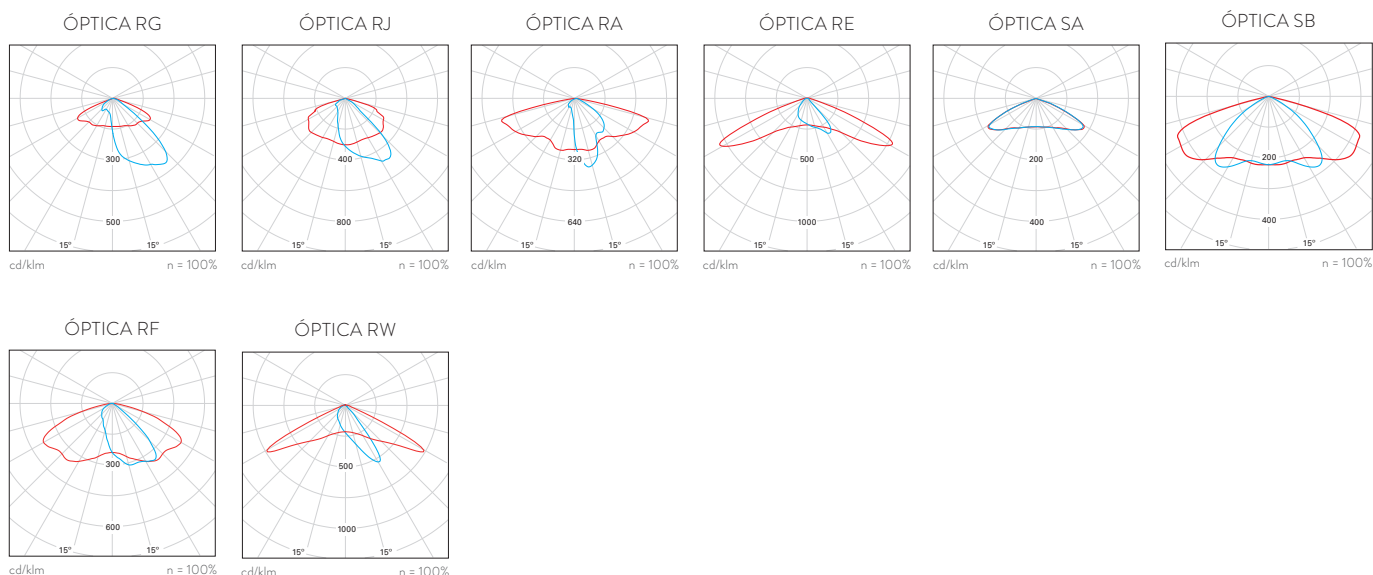 ÓPTICA RG
300
500
15° 15°
cd/klm n = 100%
ÓPTICA RJ
400
800
15° 15°
cd/klm n = 100%
ÓPTICA RA
320
640
15° 15°
cd/klm n = 100%
ÓPTICA RE
500
1000
15° 15°
cd/klm n = 100%
ÓPTICA SA
200
400
15° 15°
cd/klm n = 100%
ÓPTICA SB
200
400
15° 15°
cd/klm n = 100%
ÓPTICA RF
300
600
15° 15°
cd/klm n = 100%
ÓPTICA RW
500
1000
15° 15°
cd/klm n = 100%